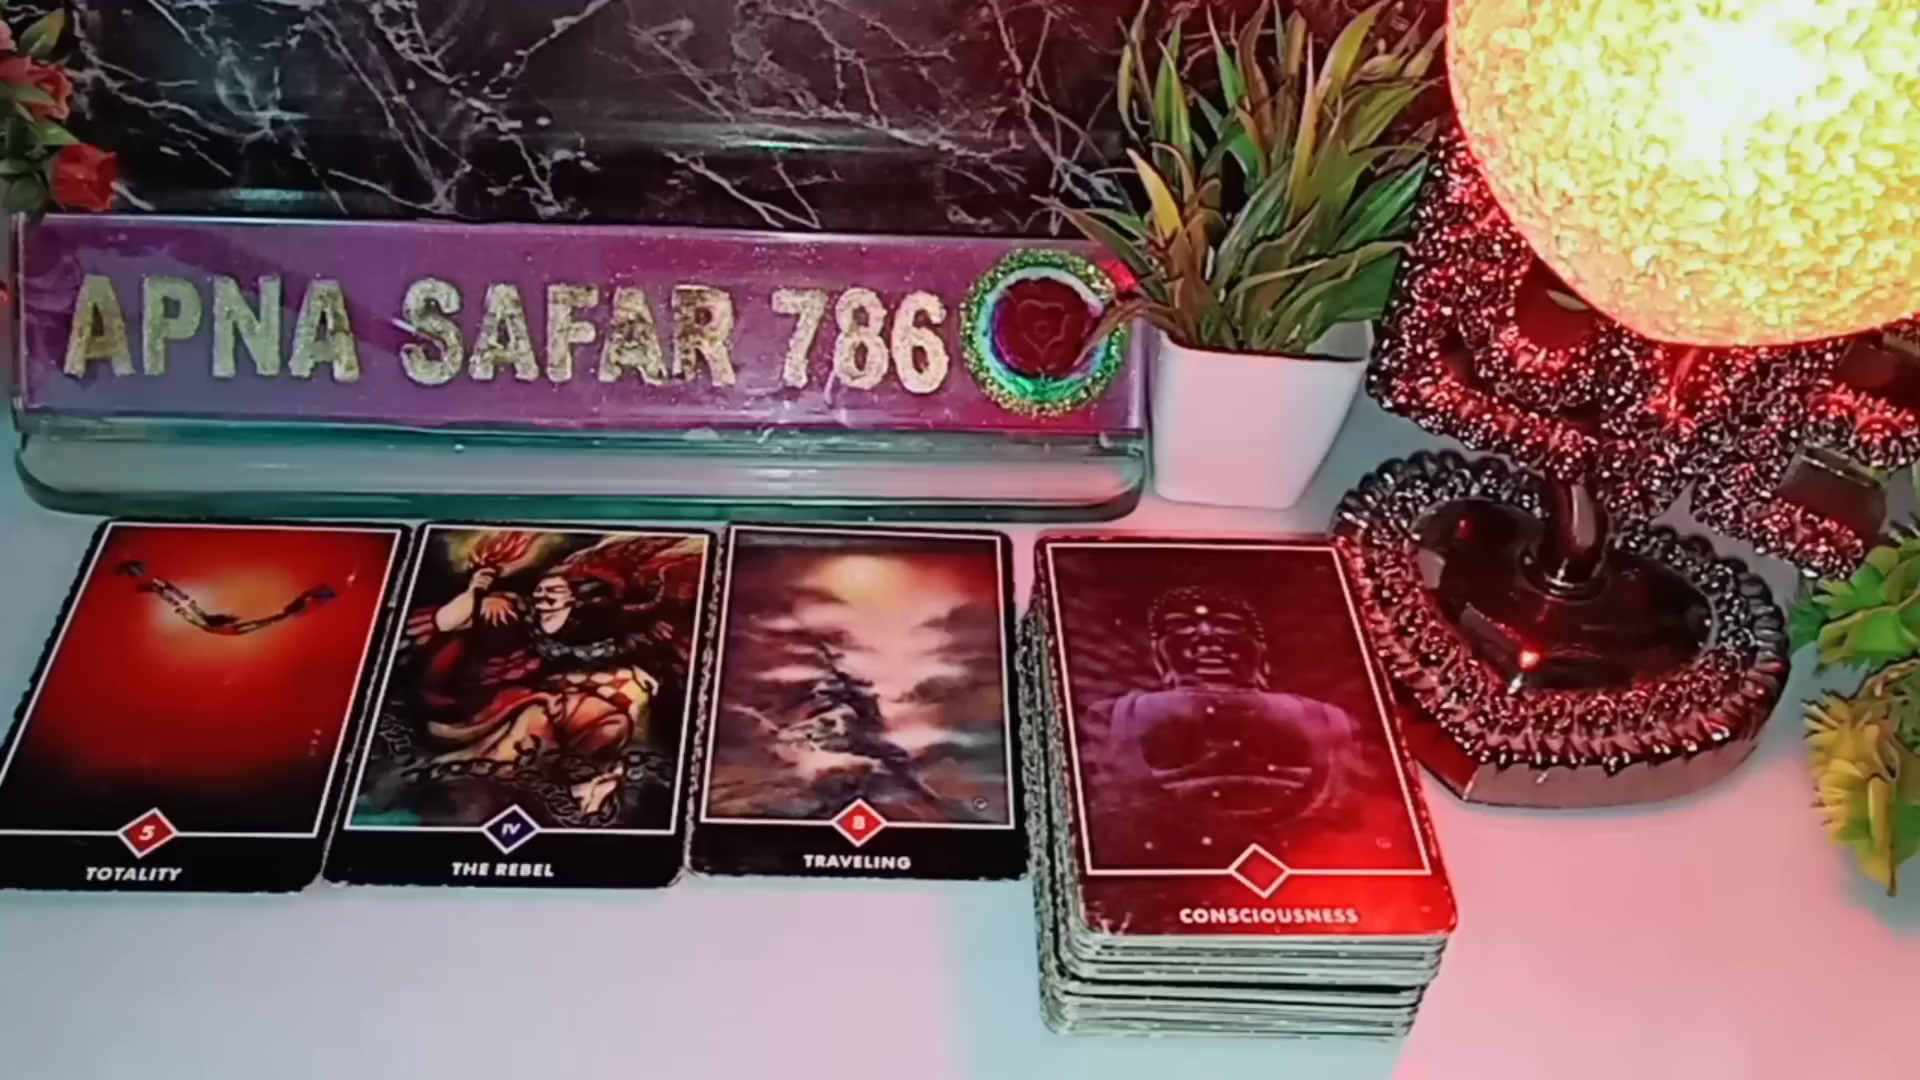 APNA SAFAR 786
5
TOTALITY
IV
THE REBEL
8
TRAVELING
CONSCIOUSNESS